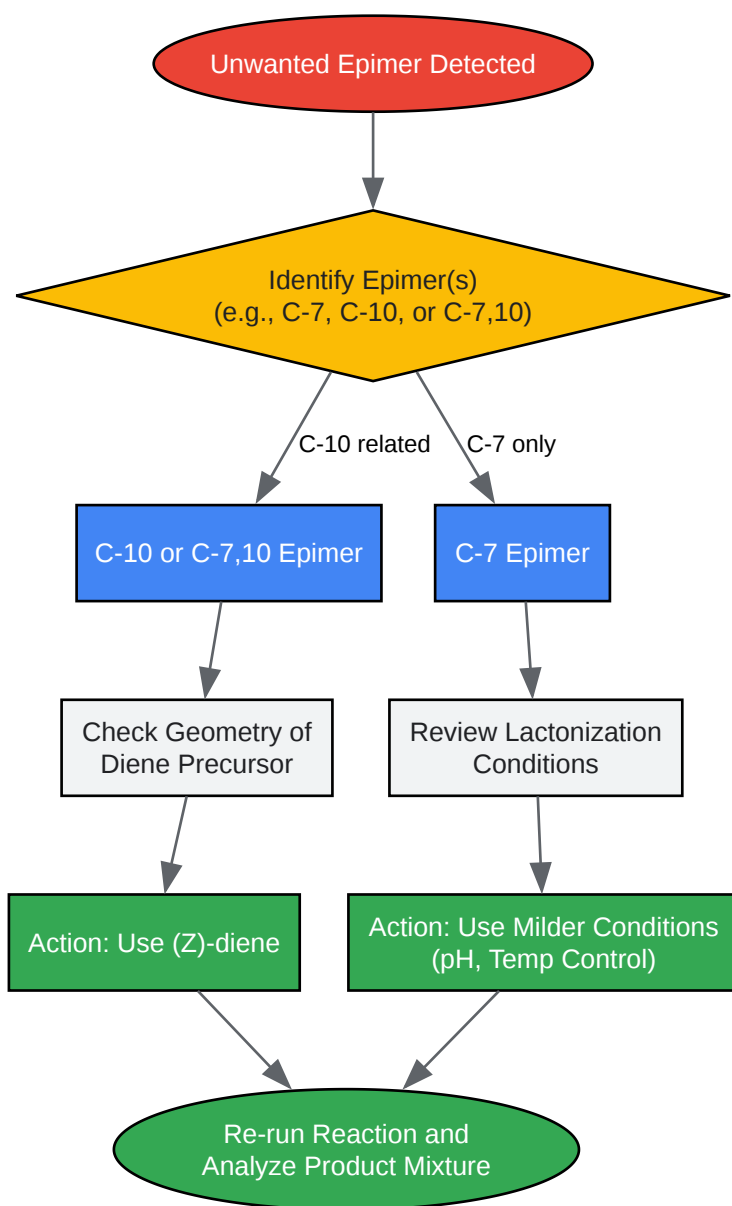 Unwanted Epimer Detected
Identify Epimer(s)
(e.g., C-7, C-10, or C-7,10)
C-10 related
C-7 only
C-10 or C-7,10 Epimer
C-7 Epimer
Check Geometry of
Diene Precursor
Review Lactonization
Conditions
Action: Use (Z)-diene
Action: Use Milder Conditions
(pH, Temp Control)
Re-run Reaction and
Analyze Product Mixture